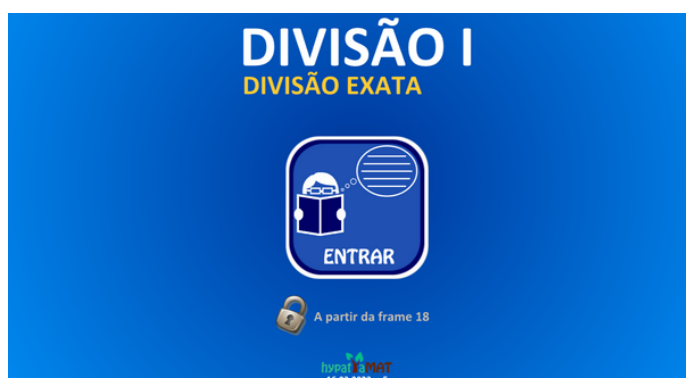 DIVISÃO I
DIVISÃO EXATA
ENTRAR
A partir da frame 18
hypatiaMAT